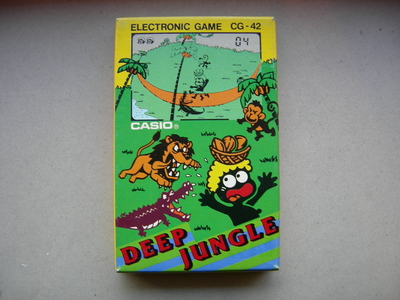 ELECTRONIC GAME CG-42
04
CASIO®
DEEP JUNGLE